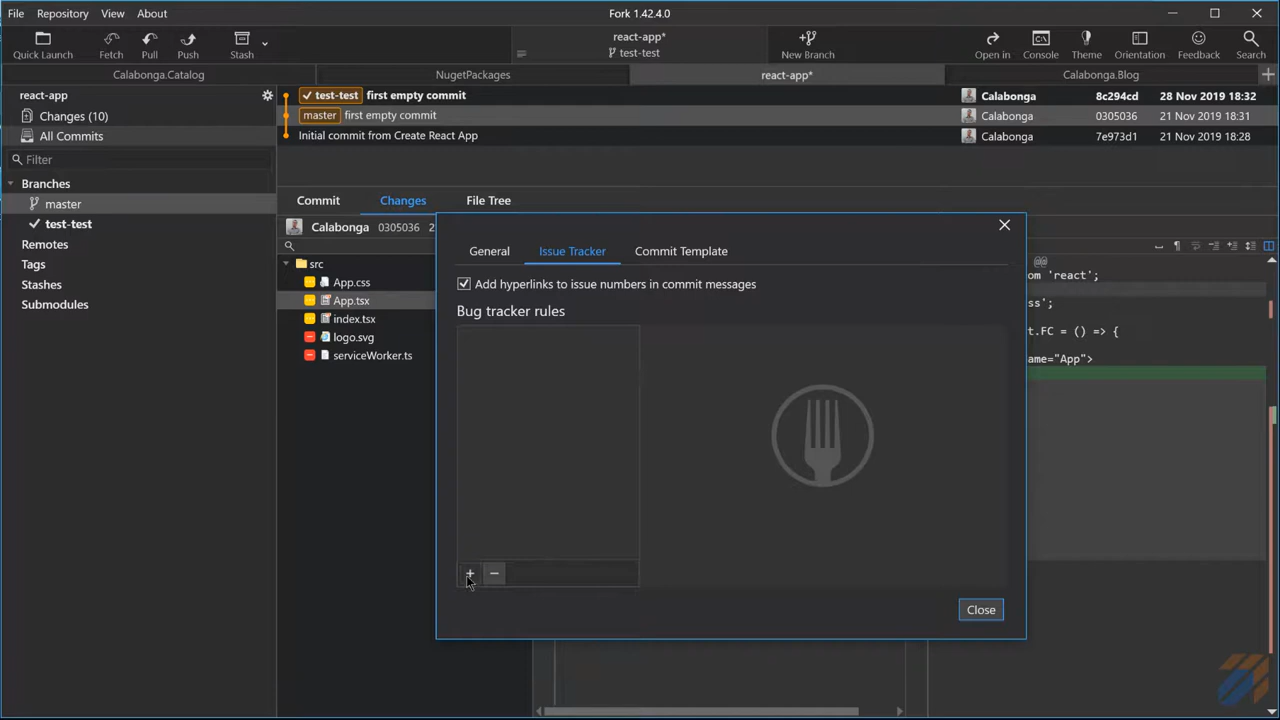 File Repository View About Fork 1.42.4.0
Quick Launch Fetch Pull Push Stash react-app* test-test New Branch Open in Console Theme Orientation Feedback Search
Calabonga.Catalog NugetPackages react-app* Calabonga.Blog
react-app
Changes (10)
All Commits
Filter
Branches
master
test-test
Remotes
Tags
Stashes
Submodules
test-test first empty commit Calabonga 8c294cd 28 Nov 2019 18:32
master first empty commit Calabonga 0305036 21 Nov 2019 18:31
Initial commit from Create React App Calabonga 7e973d1 21 Nov 2019 18:28
Commit Changes File Tree
Calabonga 0305036 2
src
App.css
App.tsx
index.tsx
logo.svg
serviceWorker.ts
General Issue Tracker Commit Template
Add hyperlinks to issue numbers in commit messages
Bug tracker rules
Close
@@
om 'react';
ss';
t.FC = () => {
ame="App">